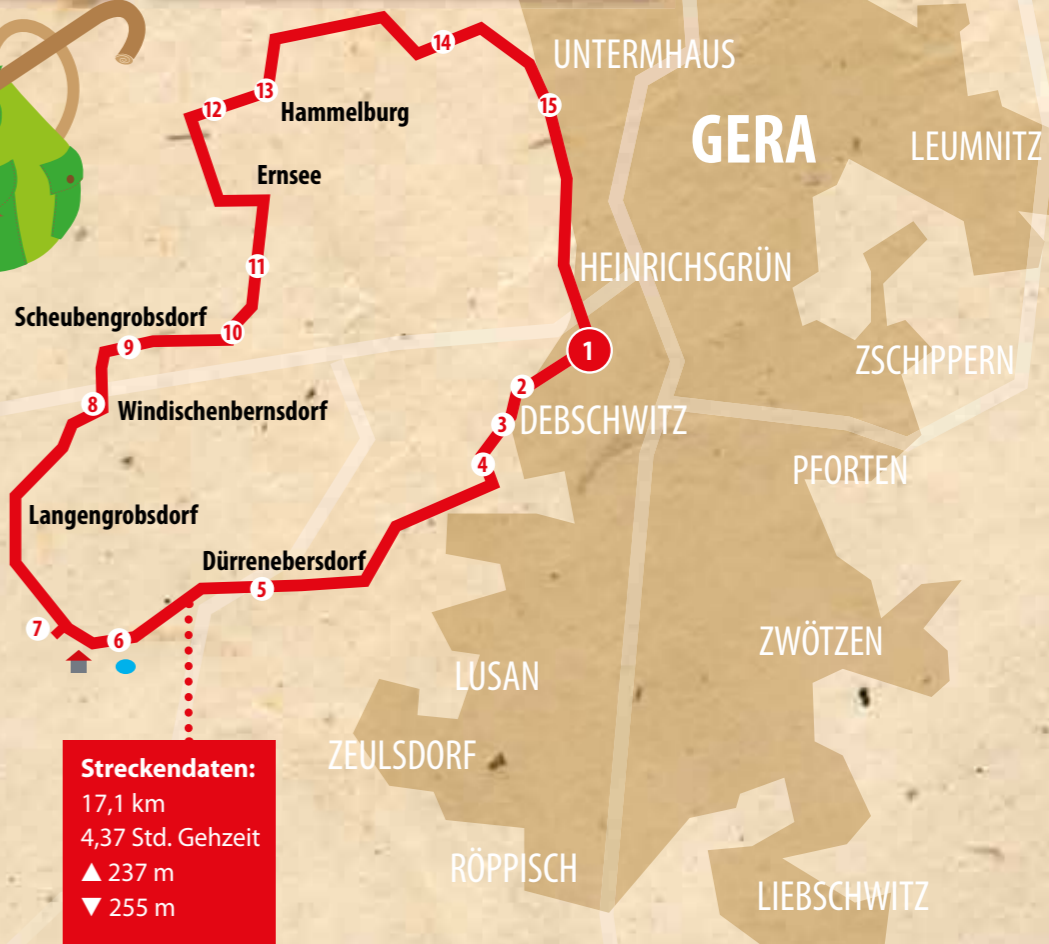 14
UNTERMHAUS
13
12
15
Hammelburg
GERA
LEUMNITZ
Ernsee
11
HEINRICHSGRÜN
Scheubengrobsdorf
10
9
1
ZSCHIPPERN
2
8
Windischenbernsdorf
3
DEBSCHWITZ
4
PFORTEN
Langengrobsdorf
Dürrenebersdorf
5
7
6
ZWÖTZEN
LUSAN
ZEULSDORF
Streckendaten:
17,1 km
4,37 Std. Gehzeit
▲ 237 m
▼ 255 m
RÖPPISCH
LIEBSCHWITZ